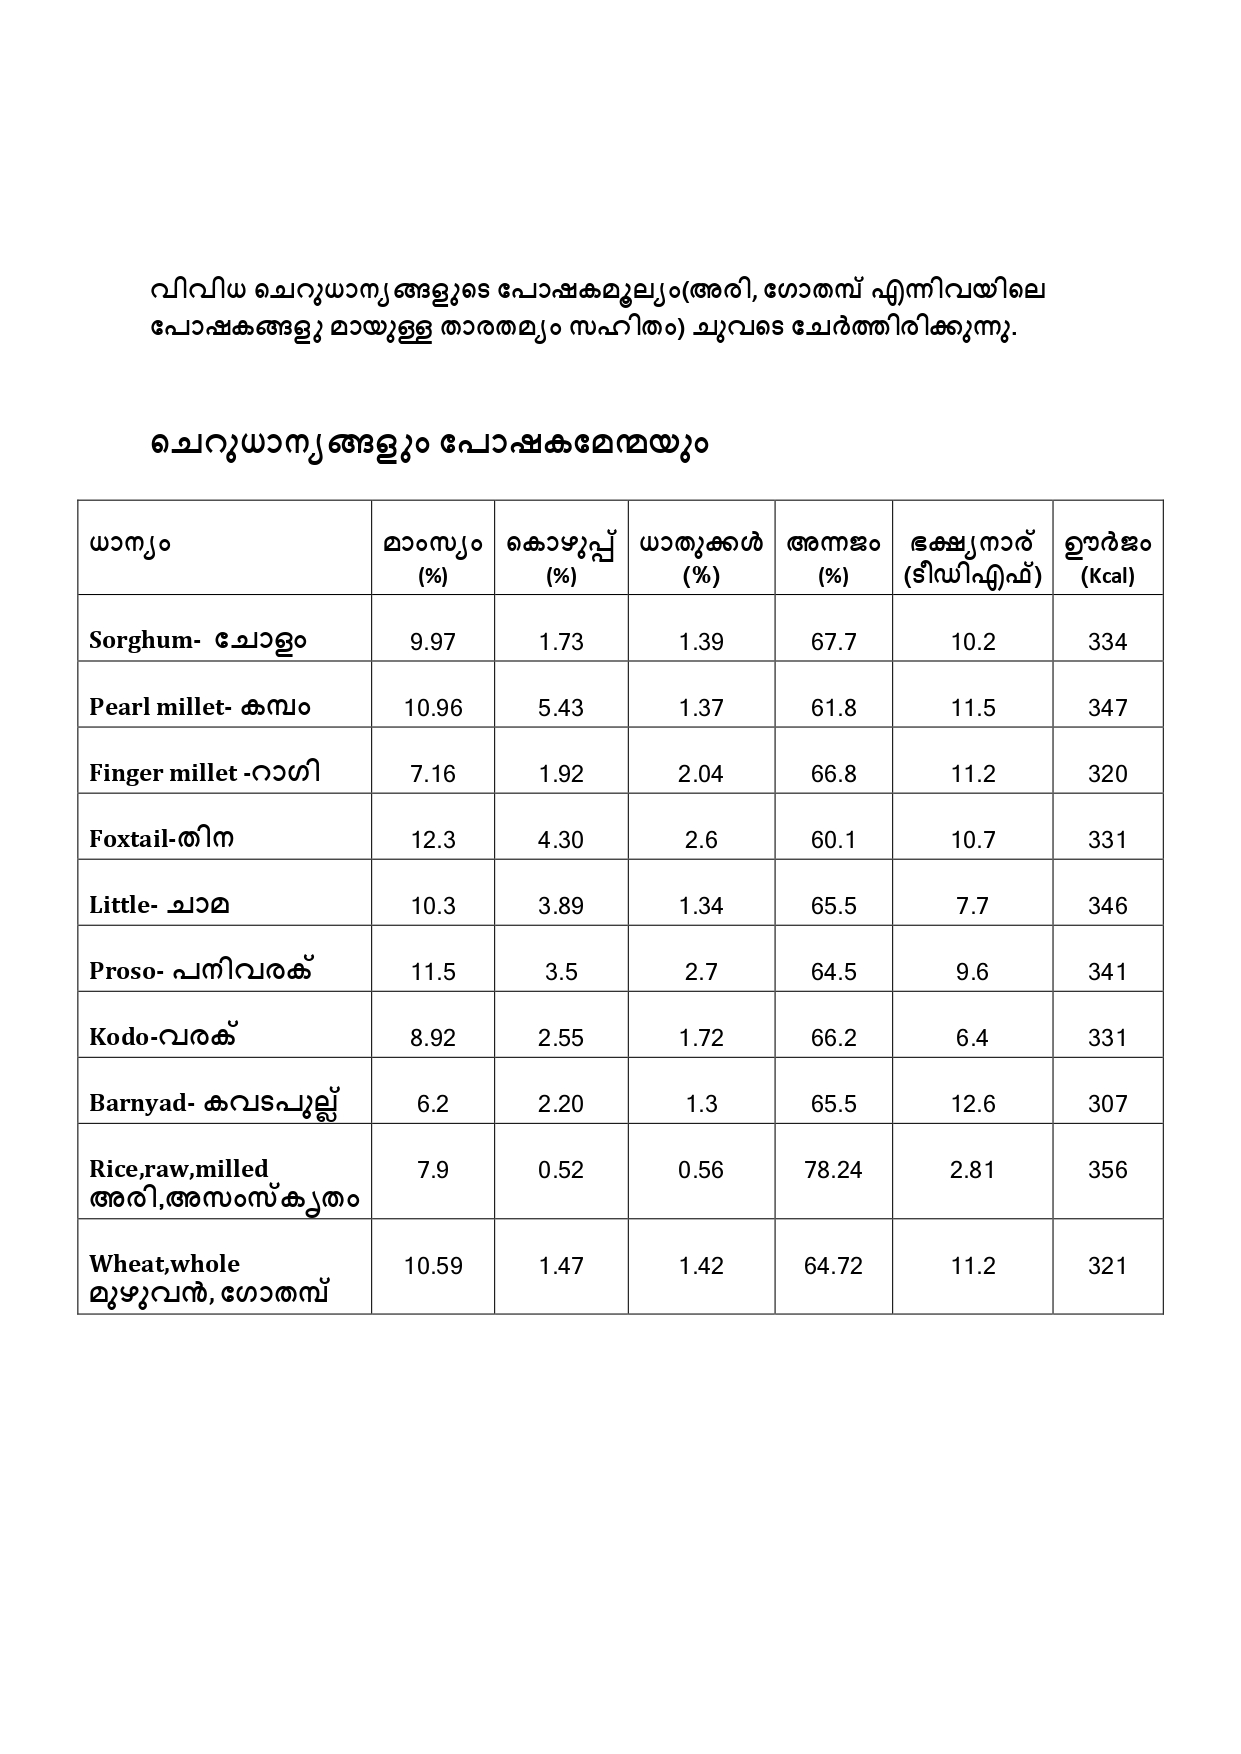 വിവിധ ചെറുധാന്യങ്ങളുടെ പോഷകമൂല്യം(അരി, ഗോതമ്പ് എന്നിവയിലെ
പോഷകങ്ങളു മായുള്ള താരതമ്യം സഹിതം) ചുവടെ ചേർത്തിരിക്കുന്നു.
ചെറുധാന്യങ്ങളും പോഷകമേന്മയും
ധാന്യം മാംസ്യം കൊഴുപ്പ് ധാതുക്കൾ അന്നജം ഭക്ഷ്യനാര് ഊർജം
(%) (%) (%) (%) (ടീഡിഎഫ്) (Kcal)
Sorghum- ചോളം 9.97 1.73 1.39 67.7 10.2 334
Pearl millet- കമ്പം 10.96 5.43 1.37 61.8 11.5 347
Finger millet -റാഗി 7.16 1.92 2.04 66.8 11.2 320
Foxtail-തിന 12.3 4.30 2.6 60.1 10.7 331
Little- ചാമ 10.3 3.89 1.34 65.5 7.7 346
Proso- പനിവരക് 11.5 3.5 2.7 64.5 9.6 341
Kodo-വരക് 8.92 2.55 1.72 66.2 6.4 331
Barnyad- കവടപുല്ല് 6.2 2.20 1.3 65.5 12.6 307
Rice,raw,milled 7.9 0.52 0.56 78.24 2.81 356
അരി,അസംസ്കൃതം
Wheat,whole 10.59 1.47 1.42 64.72 11.2 321
മുഴുവൻ, ഗോതമ്പ്